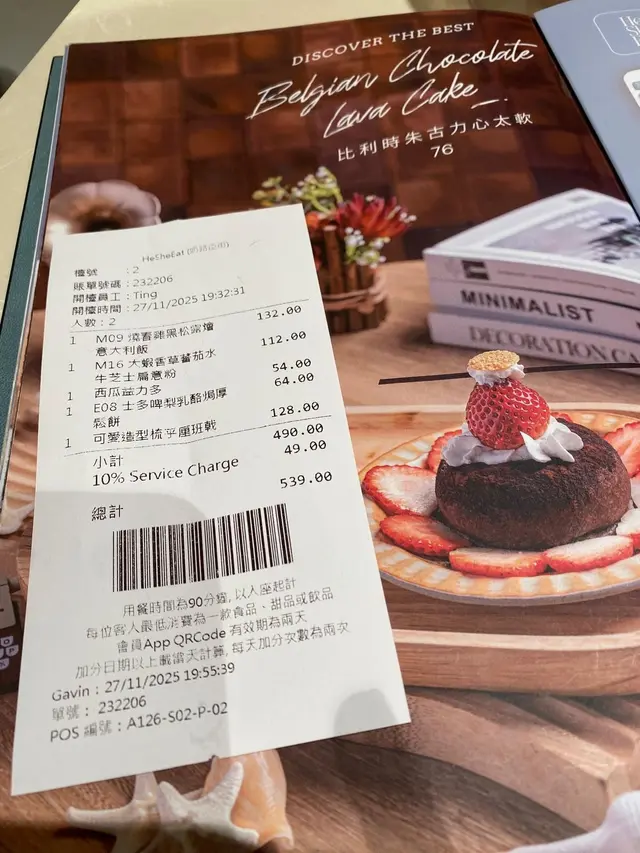 DISCOVER THE BEST
Belgian Chocolate
Lava Cake
比利時朱古力心太軟
76
MINIMALIST
DECORATION
HeSheEat
檯號 : 2
賬單號碼 : 232206
開檯員工 : Ting
開檯時間 : 27/11/2025 19:32:31
人數 : 2
1 M09 燒春雞黑松露燴 132.00
意大利飯
1 M16 大蝦香草蕃茄水 112.00
牛芝士扁意粉
1 西瓜益力多 54.00
1 E08 士多啤梨乳酪焗厚 64.00
鬆餅
1 可愛造型梳乎厘班戟 128.00
小計 490.00
10% Service Charge 49.00
總計 539.00
用餐時間為90分鐘, 以入座起計
每位客人最低消費為一款食品、甜品或飲品
會員App QRCode 有效期為兩天
加分日期以上載當天計算, 每天加分次數為兩次
Gavin : 27/11/2025 19:55:39
單號 : 232206
POS 編號 : A126-S02-P-02